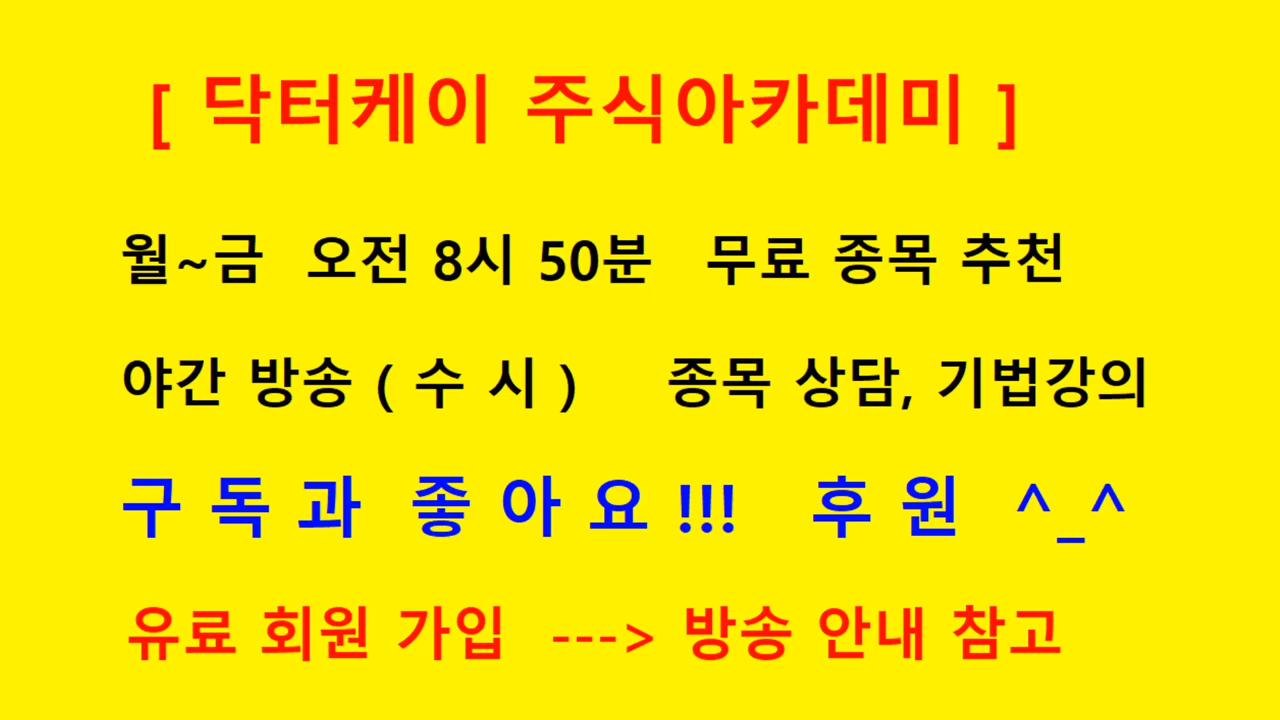 [ 닥터케이 주식아카데미 ]
월~금 오전 8시 50분 무료 종목 추천
야간 방송 ( 수 시 ) 종목 상담, 기법강의
구 독 과 좋 아 요 !!! 후 원 ^_^
유료 회원 가입 ---> 방송 안내 참고